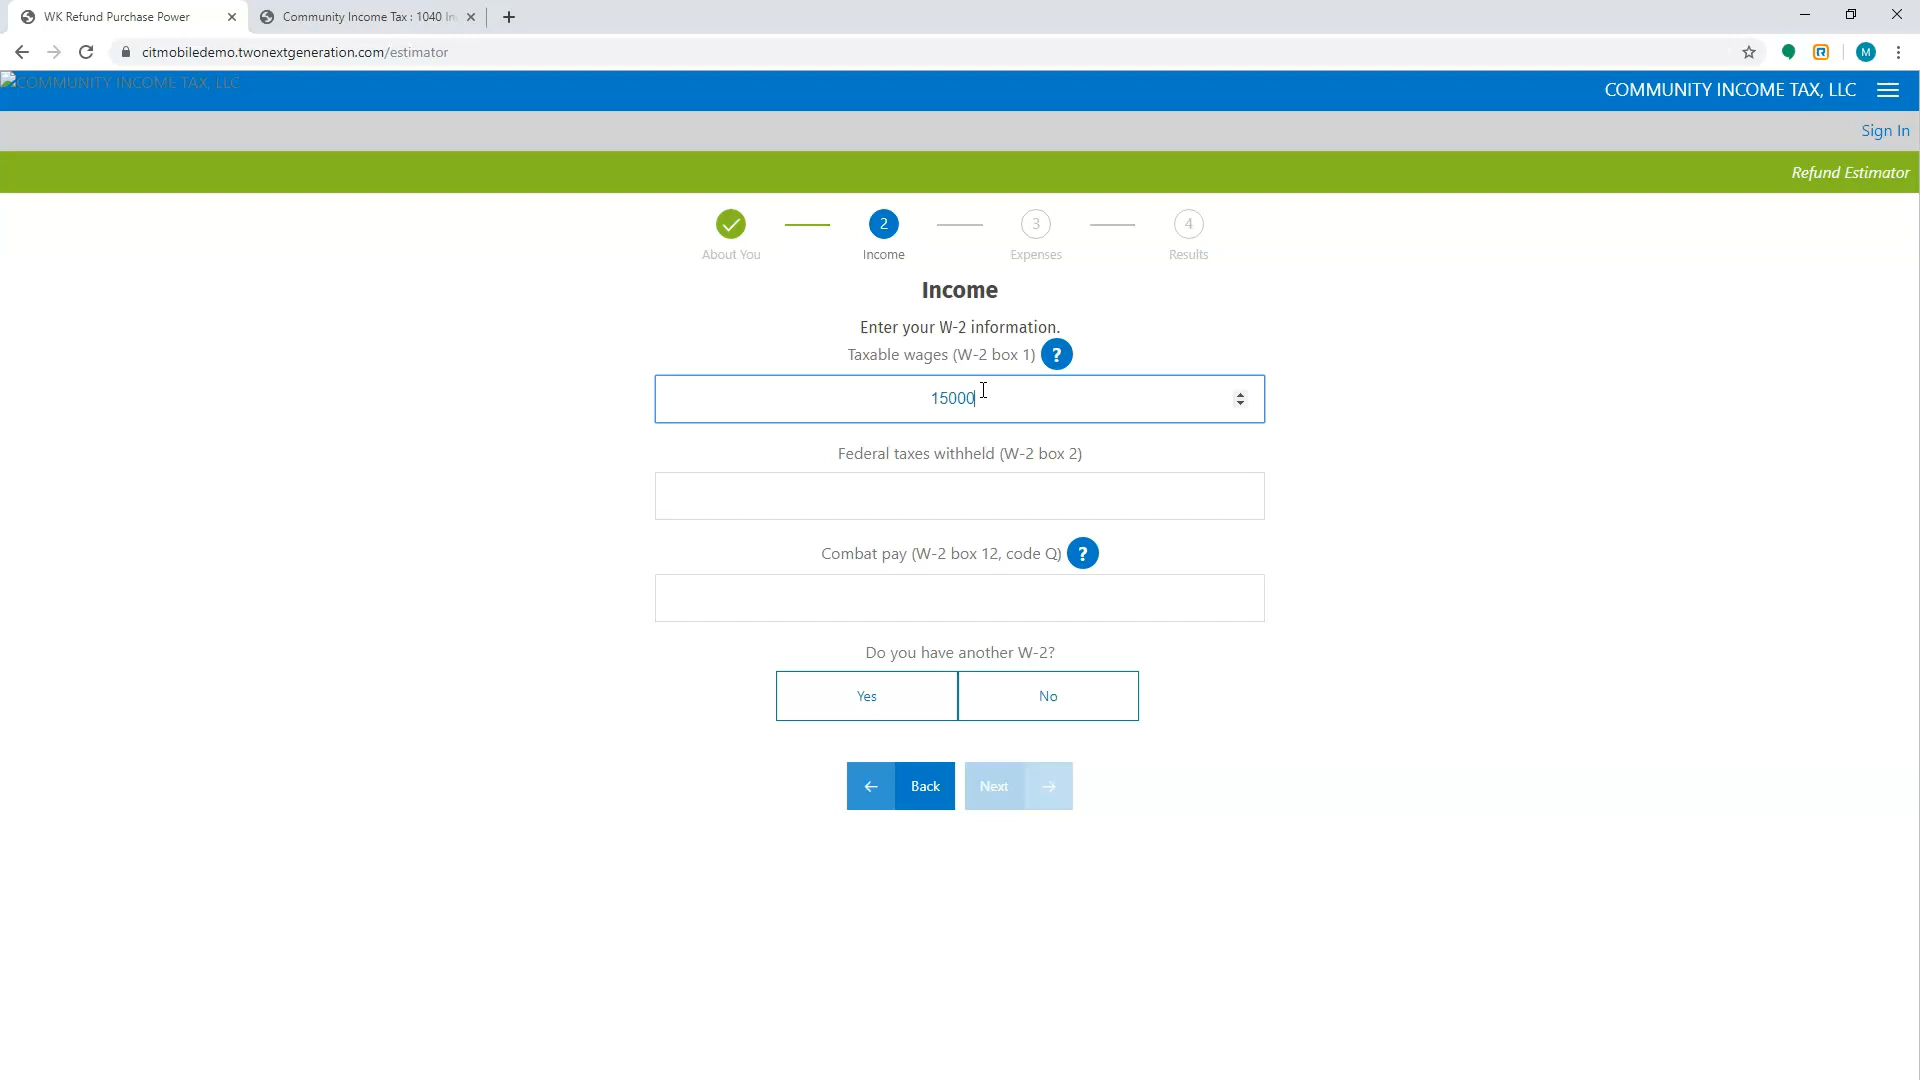 WK Refund Purchase Power
Community Income Tax : 1040 In
citmobiledemo.twonextgeneration.com/estimator
M
COMMUNITY INCOME TAX, LLC
COMMUNITY INCOME TAX, LLC
Sign In
Refund Estimator
2
3
4
About You
Income
Expenses
Results
Income
Enter your W-2 information.
Taxable wages (W-2 box 1) ?
15000
Federal taxes withheld (W-2 box 2)
Combat pay (W-2 box 12, code Q) ?
Do you have another W-2?
Yes
No
Back
Next